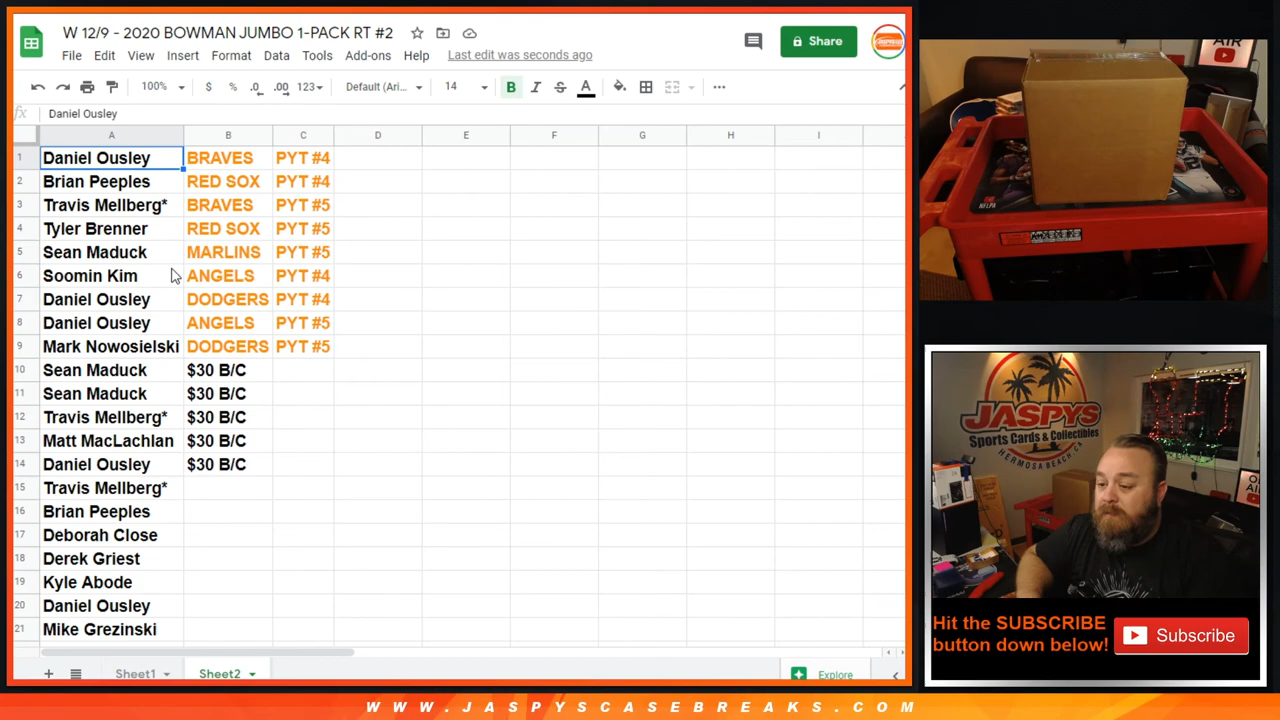 W 12/9 - 2020 BOWMAN JUMBO 1-PACK RT #2
Share
File Edit View Insert Format Data Tools Add-ons Help Last edit was seconds ago
100% $ % .0 .00 123 Default (Ari... 14 B I S A
fx Daniel Ousley
A B C D E F G H I
1 Daniel Ousley BRAVES PYT #4
2 Brian Peeples RED SOX PYT #4
3 Travis Mellberg* BRAVES PYT #5
4 Tyler Brenner RED SOX PYT #5
5 Sean Maduck MARLINS PYT #5
6 Soomin Kim ANGELS PYT #4
7 Daniel Ousley DODGERS PYT #4
8 Daniel Ousley ANGELS PYT #5
9 Mark Nowosielski DODGERS PYT #5
10 Sean Maduck $30 B/C
11 Sean Maduck $30 B/C
12 Travis Mellberg* $30 B/C
13 Matt MacLachlan $30 B/C
14 Daniel Ousley $30 B/C
15 Travis Mellberg*
16 Brian Peeples
17 Deborah Close
18 Derek Griest
19 Kyle Abode
20 Daniel Ousley
21 Mike Grezinski
Sheet1 Sheet2 Explore
AIR
NFLPA
JASPYS
Sports Cards & Collectibles
HERMOSA BEACH, CA
Hit the SUBSCRIBE
button down below!
Subscribe
WWW.JASPYSCASEBREAKS.COM